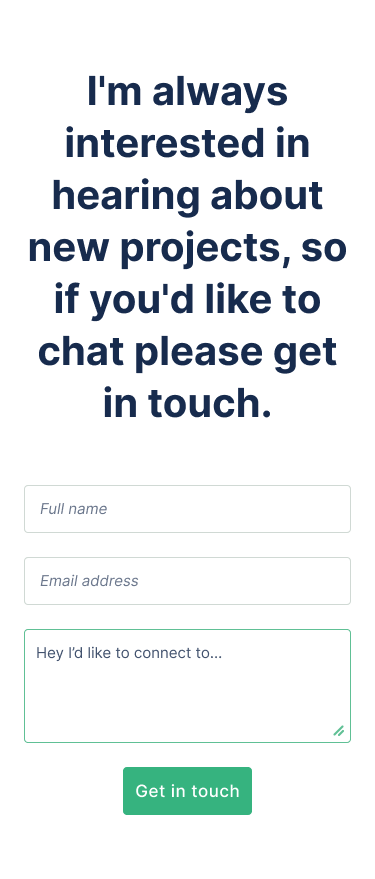 I'm always
interested in
hearing about
new projects, so
if you'd like to
chat please get
in touch.
Full name
Email address
Hey I’d like to connect to...
Get in touch